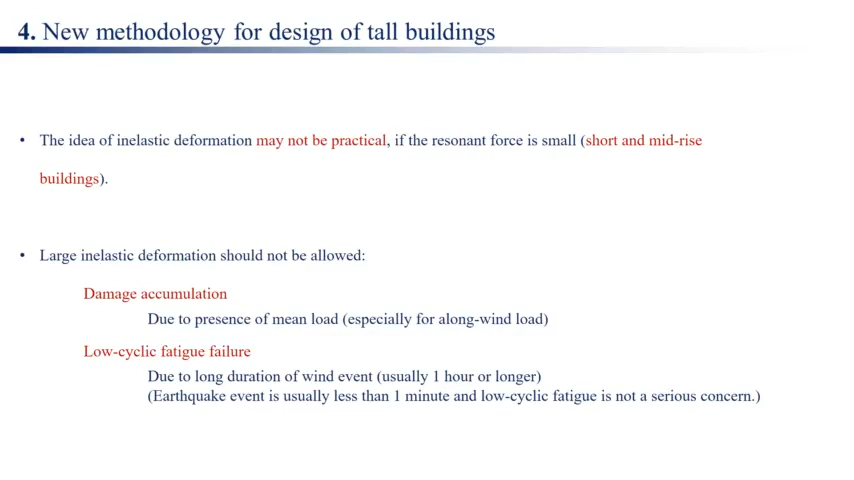 4. New methodology for design of tall buildings
• The idea of inelastic deformation may not be practical, if the resonant force is small (short and mid-rise
buildings).
• Large inelastic deformation should not be allowed:
Damage accumulation
Due to presence of mean load (especially for along-wind load)
Low-cyclic fatigue failure
Due to long duration of wind event (usually 1 hour or longer)
(Earthquake event is usually less than 1 minute and low-cyclic fatigue is not a serious concern.)